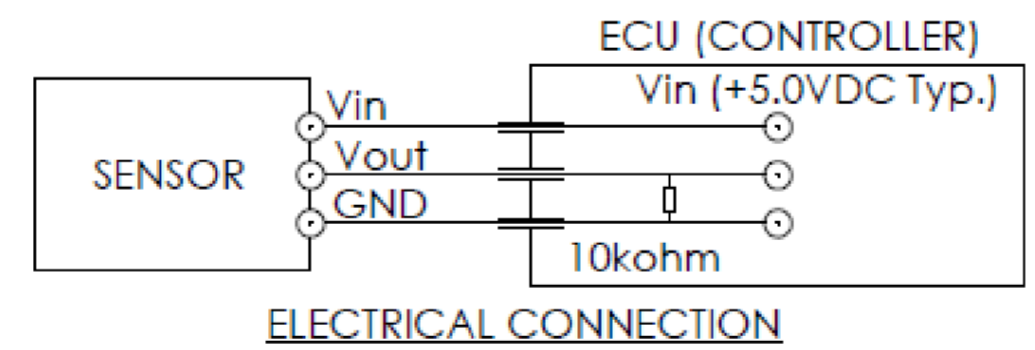 ECU (CONTROLLER)
Vin
Vin (+5.0VDC Typ.)
Vout
SENSOR
GND
10kohm
ELECTRICAL CONNECTION